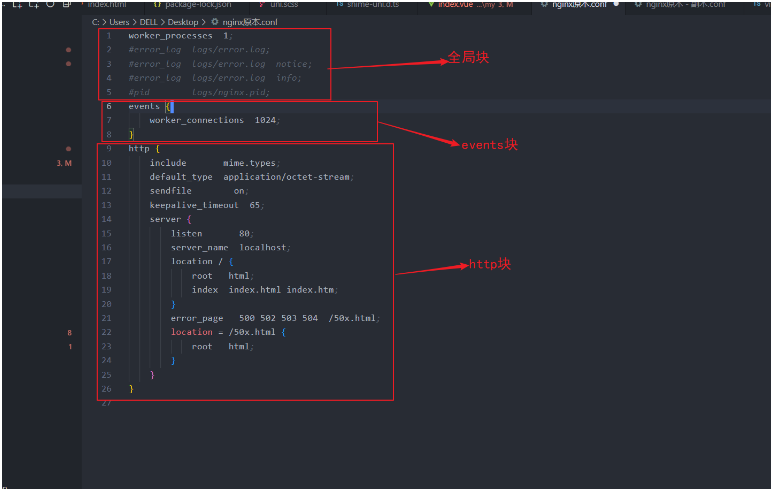 index.html package-lock.json uni.scss shime-uni.d.ts index.vue ...\my 3, M nginx原本.conf nginx原本 - 副本.conf
C: > Users > DELL > Desktop > nginx原本.conf
1 worker_processes 1;
2 #error_log logs/error.log;
3 #error_log logs/error.log notice;
全局块
4 #error_log logs/error.log info;
5 #pid logs/nginx.pid;
6 events {
7 worker_connections 1024;
8 }
events块
9 http {
3, M
10 include mime.types;
11 default_type application/octet-stream;
12 sendfile on;
13 keepalive_timeout 65;
14 server {
15 listen 80;
16 server_name localhost;
17 location / {
http块
18 root html;
19 index index.html index.htm;
20 }
21 error_page 500 502 503 504 /50x.html;
8
22 location = /50x.html {
1
23 root html;
24 }
25 }
26 }
27